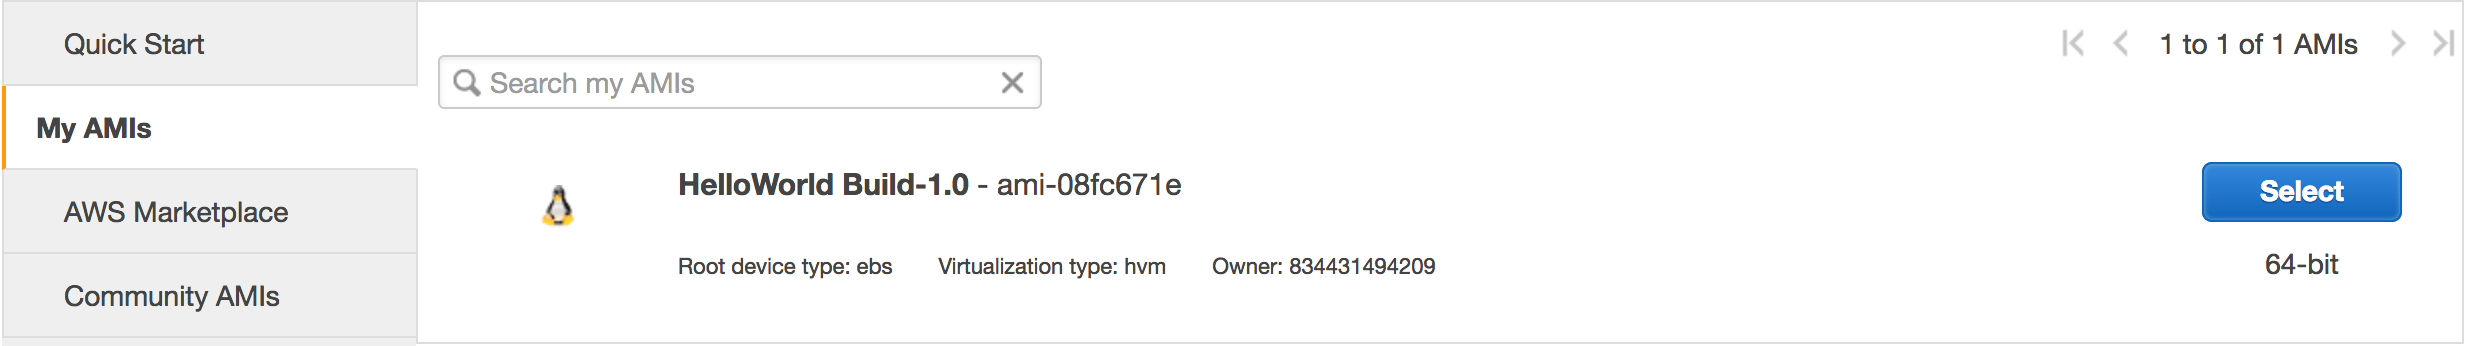 Quick Start
My AMIs
AWS Marketplace
Community AMIs
Search my AMIs
1 to 1 of 1 AMIs
HelloWorld Build-1.0 - ami-08fc671e
Select
Root device type: ebs Virtualization type: hvm Owner: 834431494209
64-bit